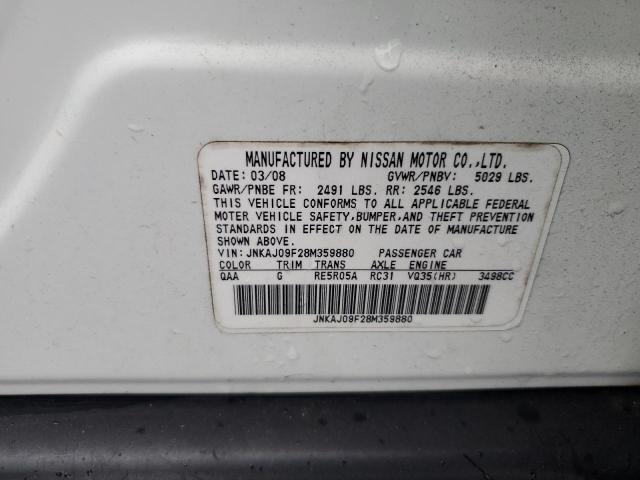 MANUFACTURED BY NISSAN MOTOR CO.,LTD.
DATE: 03/08 GVWR/PNBV: 5029 LBS.
GAWR/PNBE FR: 2491 LBS. RR: 2546 LBS.
THIS VEHICLE CONFORMS TO ALL APPLICABLE FEDERAL
MOTOR VEHICLE SAFETY,BUMPER,AND THEFT PREVENTION
STANDARDS IN EFFECT ON THE DATE OF MANUFACTURE
SHOWN ABOVE.
VIN: JNKAJ09F28M359880 PASSENGER CAR
COLOR TRIM TRANS AXLE ENGINE
QAA G RE5R05A RC31 VQ35(HR) 3498CC
JNKAJ09F28M359880